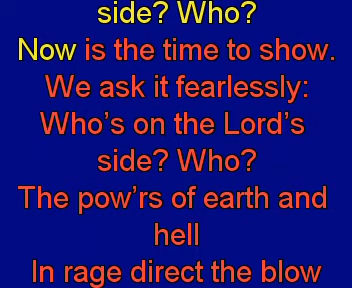 side? Who?
Now is the time to show.
We ask it fearlessly:
Who’s on the Lord’s
side? Who?
The pow’rs of earth and
hell
In rage direct the blow